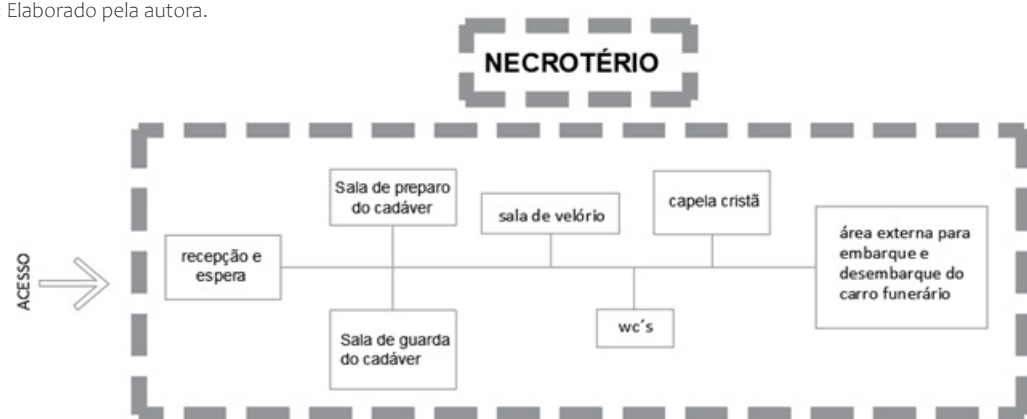 : Elaborado pela autora.
NECROTÉRIO
ACESSO
recepção e
espera
Sala de preparo
do cadáver
Sala de guarda
do cadáver
sala de velório
wc´s
capela cristã
área externa para
embarque e
desembarque do
carro funerário